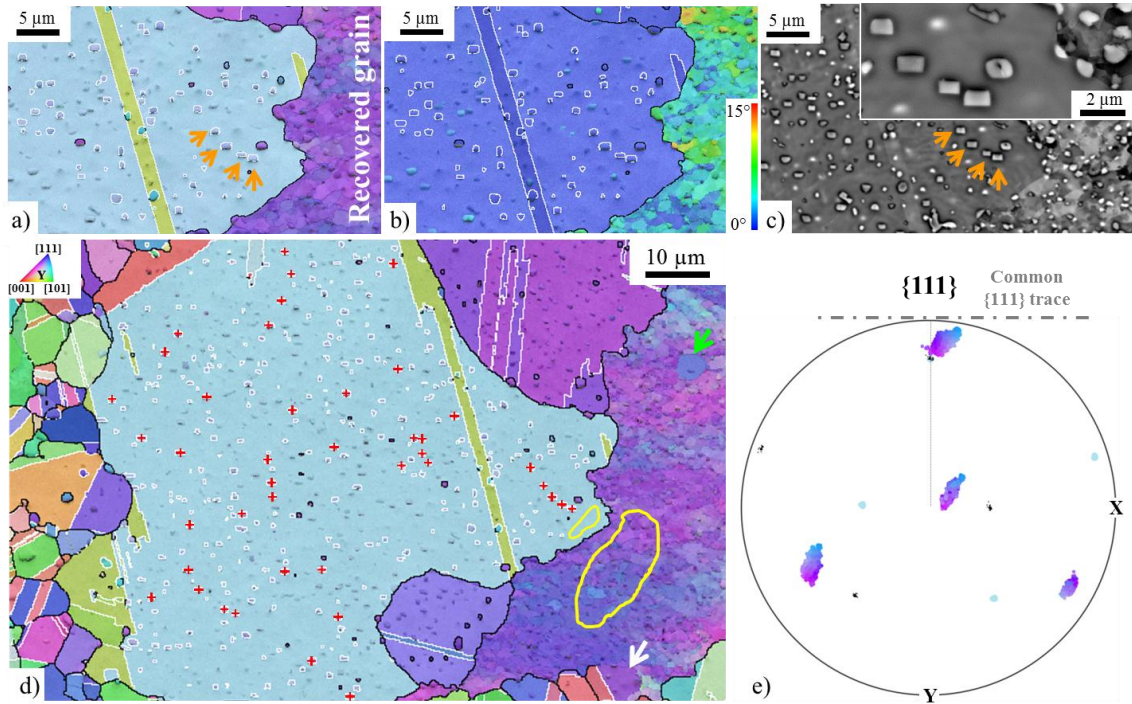 5 µm
Recovered grain
a)
5 µm
b)
15°
0°
5 µm
2 µm
c)
[111]
Y
[001] [101]
10 µm
d)
{111}
Common
{111} trace
X
Y
e)